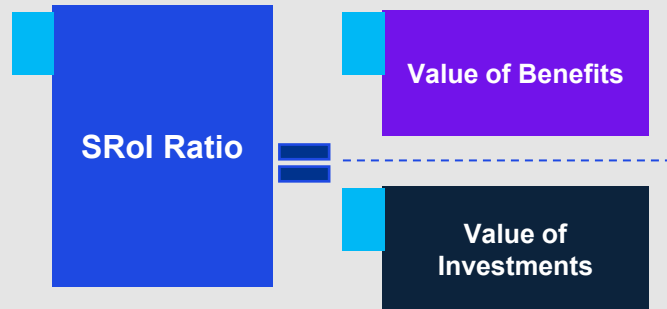 SRoI Ratio
Value of Benefits
Value of
Investments